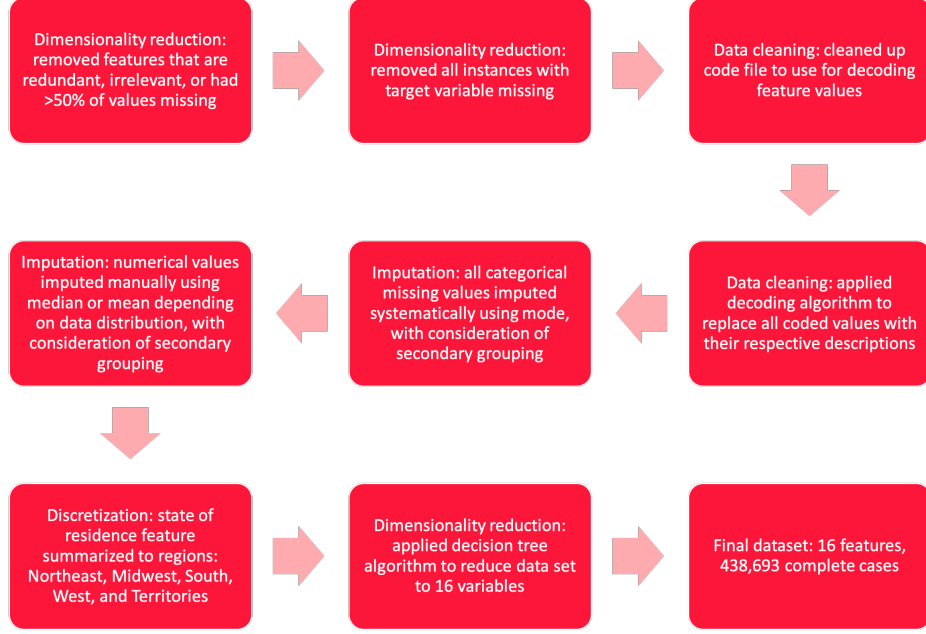 Dimensionality reduction:
removed features that are
redundant, irrelevant, or had
>50% of values missing
Dimensionality reduction:
removed all instances with
target variable missing
Data cleaning: cleaned up
code file to use for decoding
feature values
Data cleaning: applied
decoding algorithm to
replace all coded values with
their respective descriptions
Imputation: all categorical
missing values imputed
systematically using mode,
with consideration of
secondary grouping
Imputation: numerical values
imputed manually using
median or mean depending
on data distribution, with
consideration of secondary
grouping
Discretization: state of
residence feature
summarized to regions:
Northeast, Midwest, South,
West, and Territories
Dimensionality reduction:
applied decision tree
algorithm to reduce data set
to 16 variables
Final dataset: 16 features,
438,693 complete cases